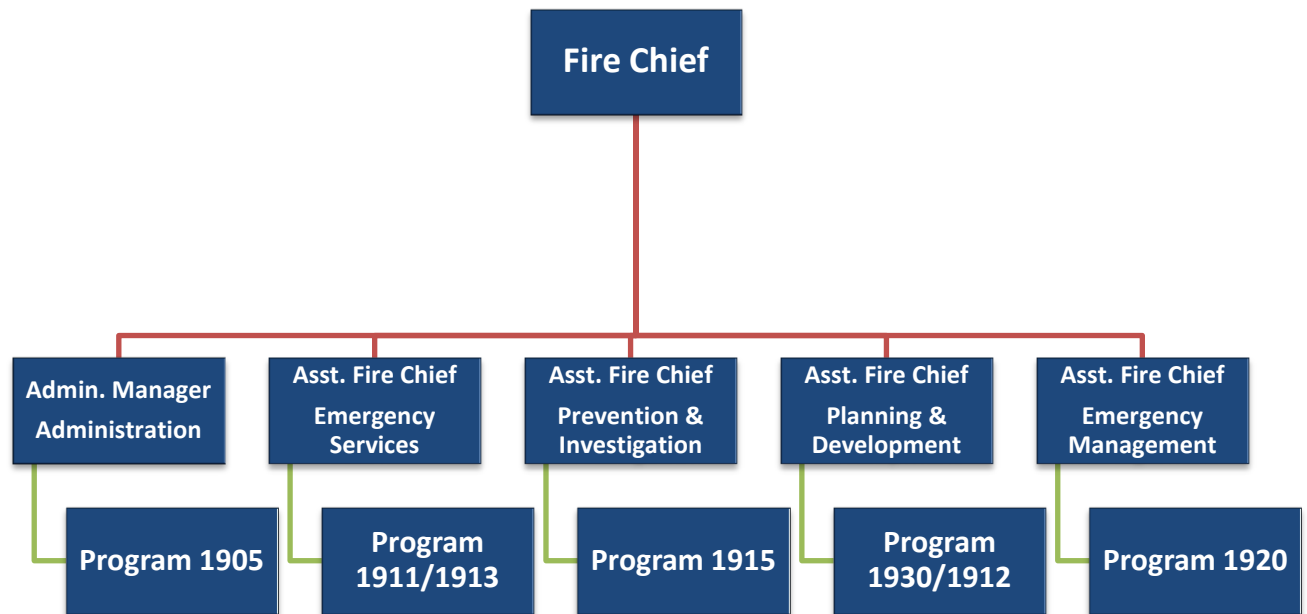 Fire Chief
Admin. Manager
Administration
Asst. Fire Chief
Emergency
Services
Asst. Fire Chief
Prevention &
Investigation
Asst. Fire Chief
Planning &
Development
Asst. Fire Chief
Emergency
Management
Program 1905
Program
1911/1913
Program 1915
Program
1930/1912
Program 1920